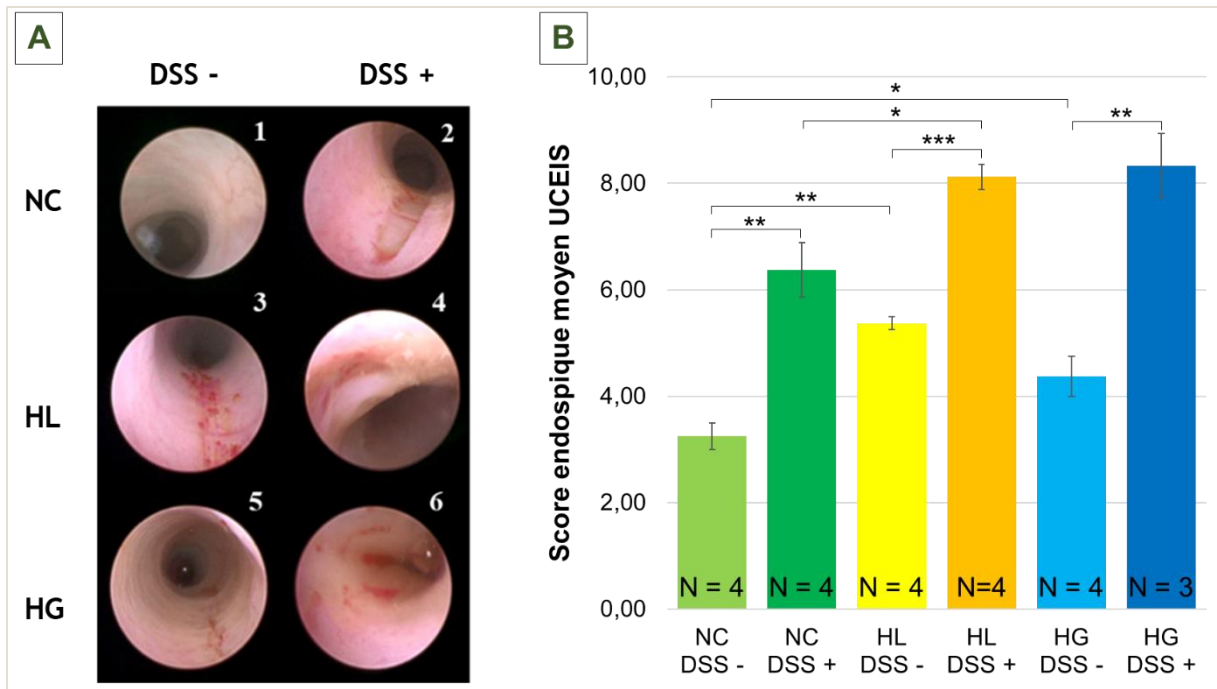 A
DSS -
DSS +
NC
HL
HG
1
2
3
4
5
6
B
Score endospique moyen UCEIS
10,00
8,00
6,00
4,00
2,00
0,00
*
*
**
***
**
**
N = 4
N = 4
N = 4
N=4
N = 4
N = 3
NC
DSS -
NC
DSS +
HL
DSS -
HL
DSS +
HG
DSS -
HG
DSS +